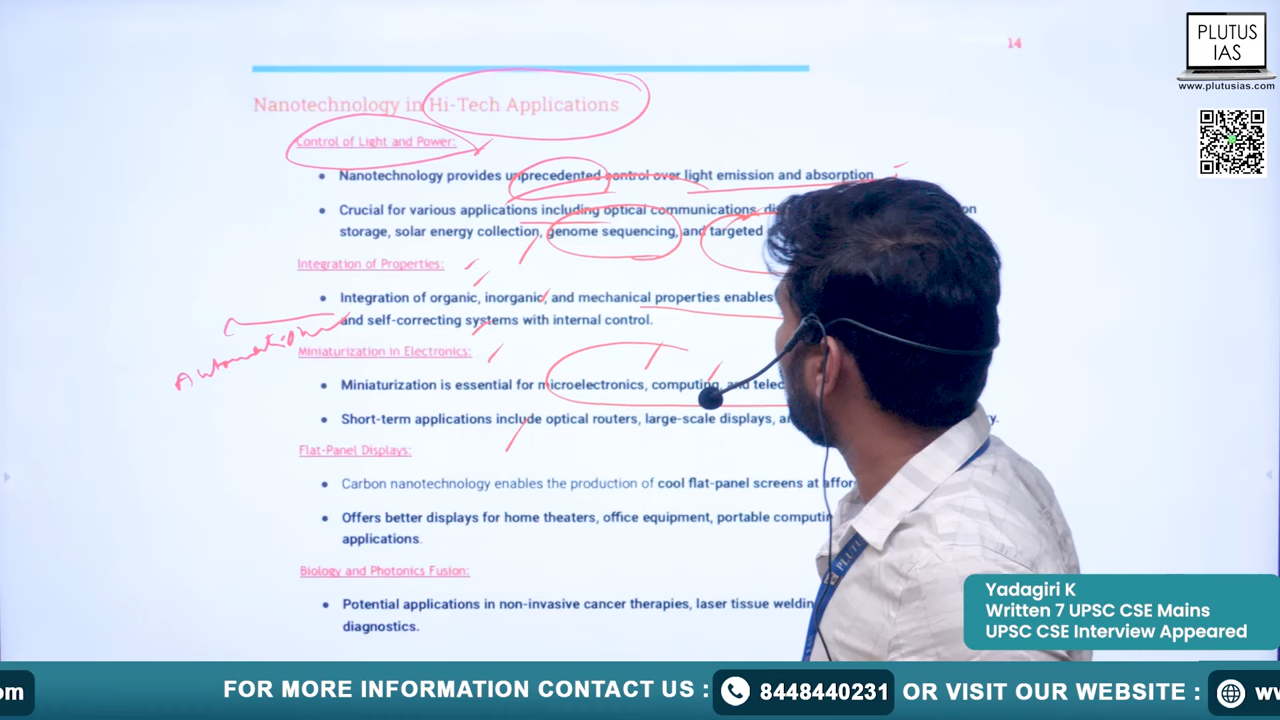 14
PLUTUS
IAS
www.plutusias.com
Nanotechnology in Hi-Tech Applications
Control of Light and Power:
• Nanotechnology provides unprecedented control over light emission and absorption
• Crucial for various applications including optical communications, on
storage, solar energy collection, genome sequencing, and targeted
Integration of Properties:
• Integration of organic, inorganic, and mechanical properties enables
and self-correcting systems with internal control.
Automation
Miniaturization in Electronics:
• Miniaturization is essential for microelectronics, computing, and telec
• Short-term applications include optical routers, large-scale displays, y.
Flat-Panel Displays:
• Carbon nanotechnology enables the production of cool flat-panel screens at affor
• Offers better displays for home theaters, office equipment, portable computin
applications.
Biology and Photonics Fusion:
• Potential applications in non-invasive cancer therapies, laser tissue weldin
diagnostics.
PLUT
Yadagiri K
Written 7 UPSC CSE Mains
UPSC CSE Interview Appeared
om FOR MORE INFORMATION CONTACT US : 8448440231 OR VISIT OUR WEBSITE : ww